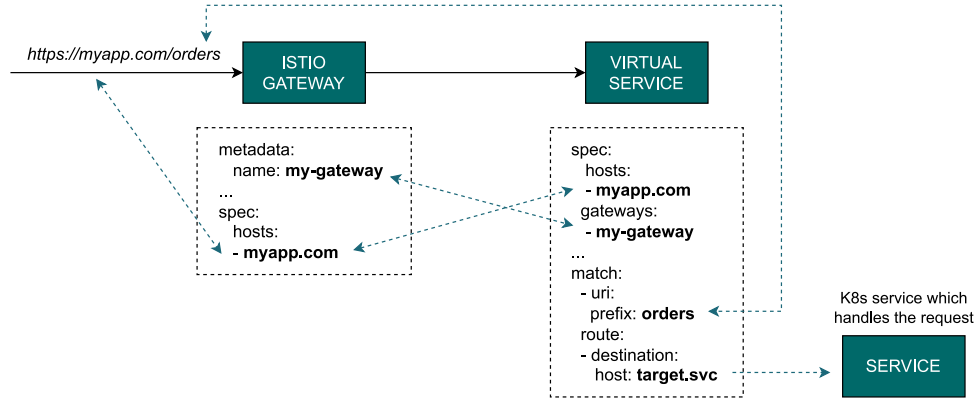 https://myapp.com/orders
ISTIO
GATEWAY
VIRTUAL
SERVICE
metadata:
name: my-gateway
...
spec:
hosts:
- myapp.com
spec:
hosts:
- myapp.com
gateways:
- my-gateway
...
match:
- uri:
prefix: orders
route:
- destination:
host: target.svc
K8s service which
handles the request
SERVICE